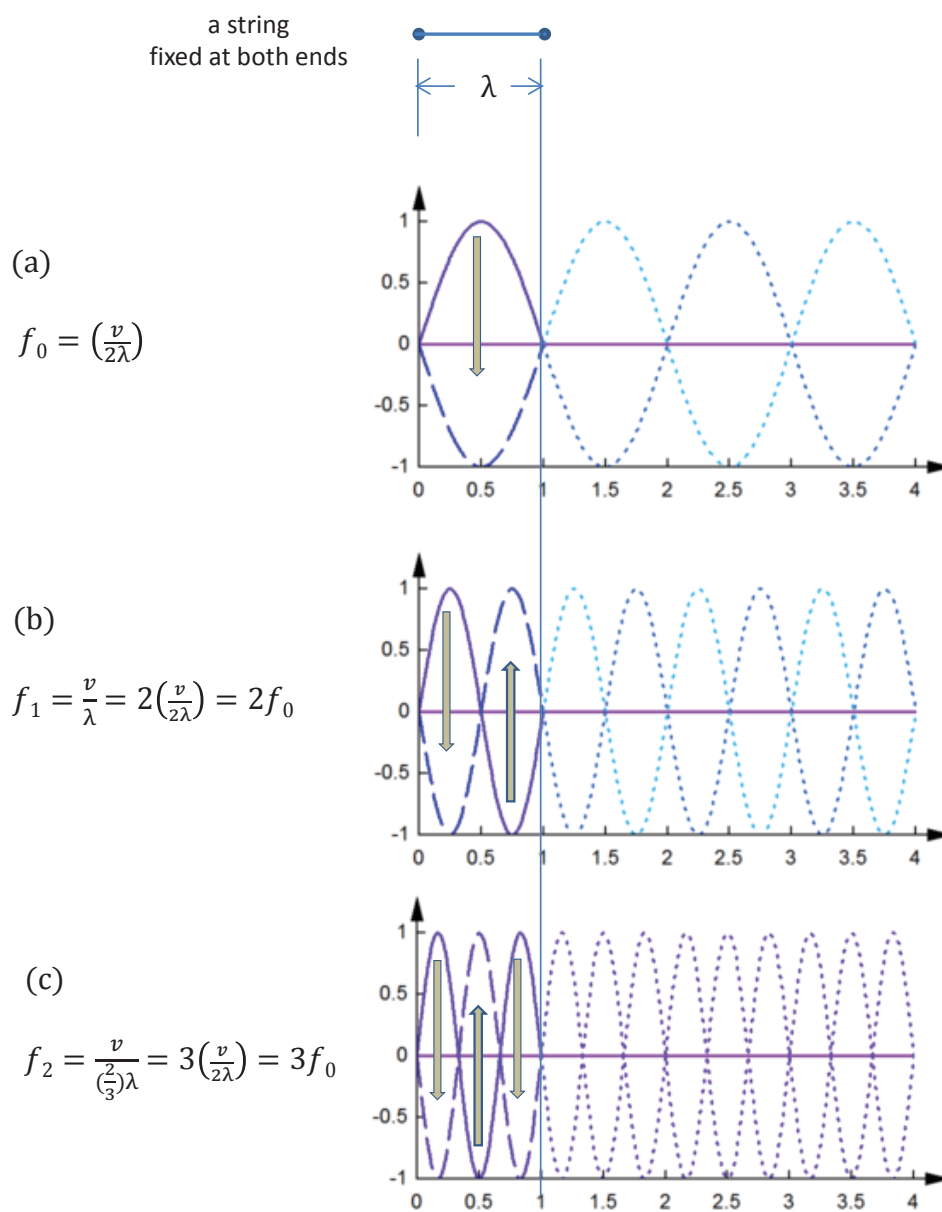 a string
fixed at both ends
λ
(a)
f₀ = (v/2λ)
1
0.5
0
-0.5
-1
0 0.5 1 1.5 2 2.5 3 3.5 4
(b)
f₁ = v/λ = 2(v/2λ) = 2f₀
1
0.5
0
-0.5
-1
0 0.5 1 1.5 2 2.5 3 3.5 4
(c)
f₂ = v/((2/3)λ) = 3(v/2λ) = 3f₀
1
0.5
0
-0.5
-1
0 0.5 1 1.5 2 2.5 3 3.5 4